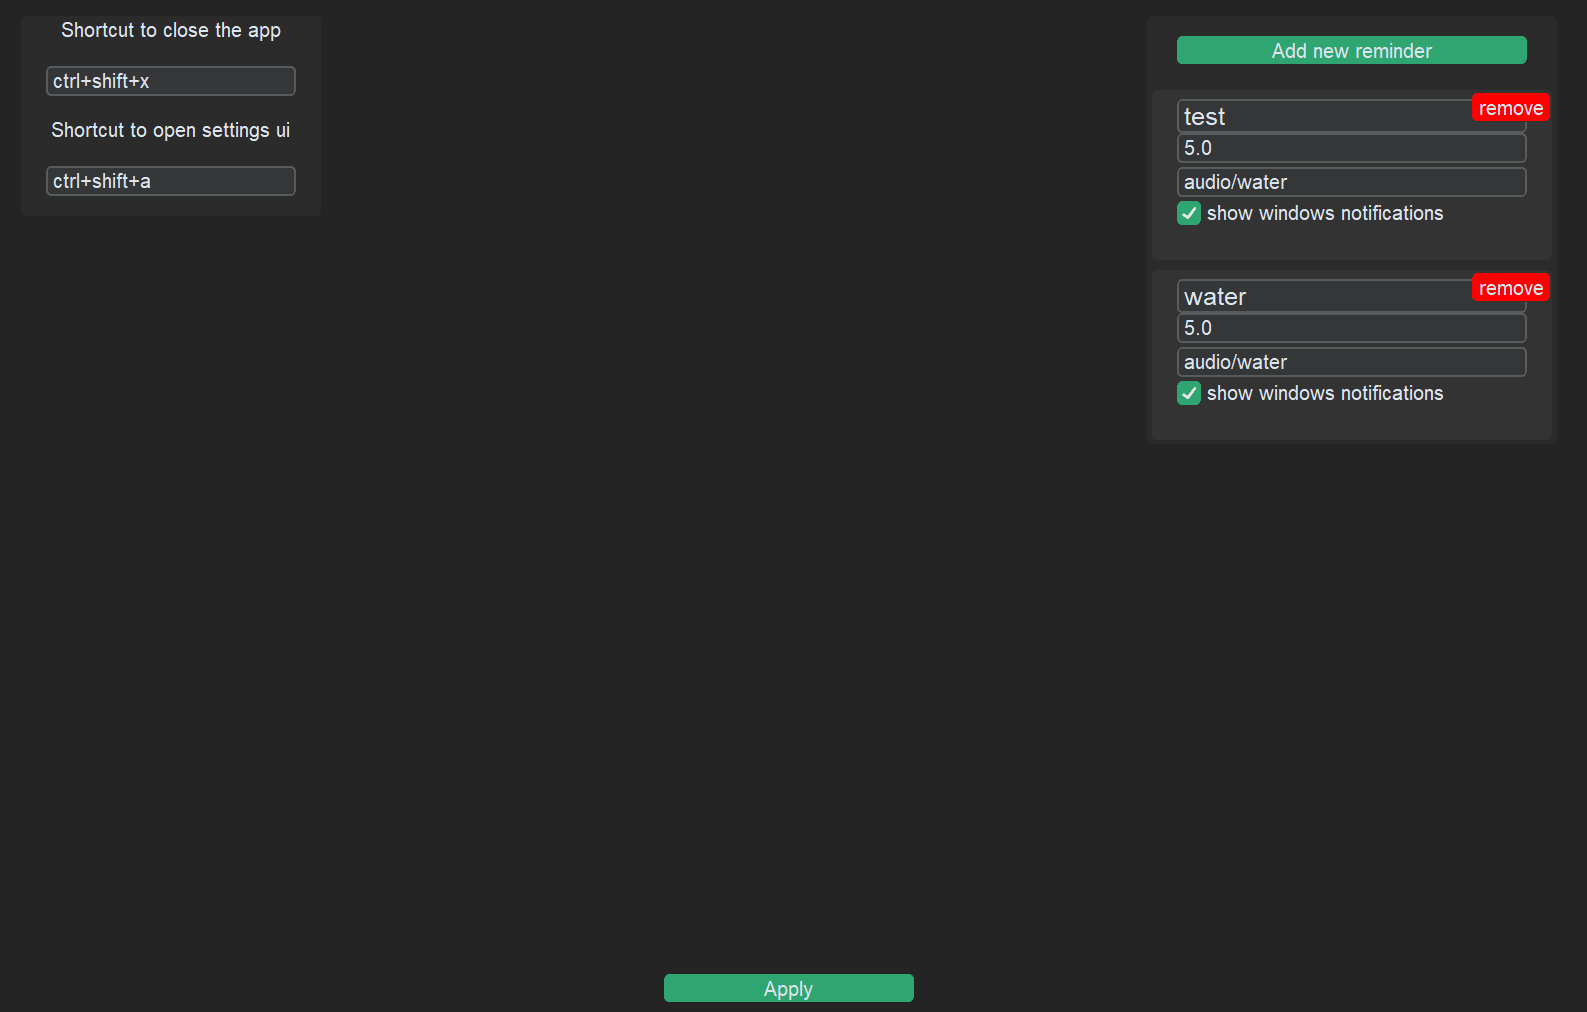 Shortcut to close the app
ctrl+shift+x
Shortcut to open settings ui
ctrl+shift+a
Add new reminder
test
remove
5.0
audio/water
show windows notifications
water
remove
5.0
audio/water
show windows notifications
Apply